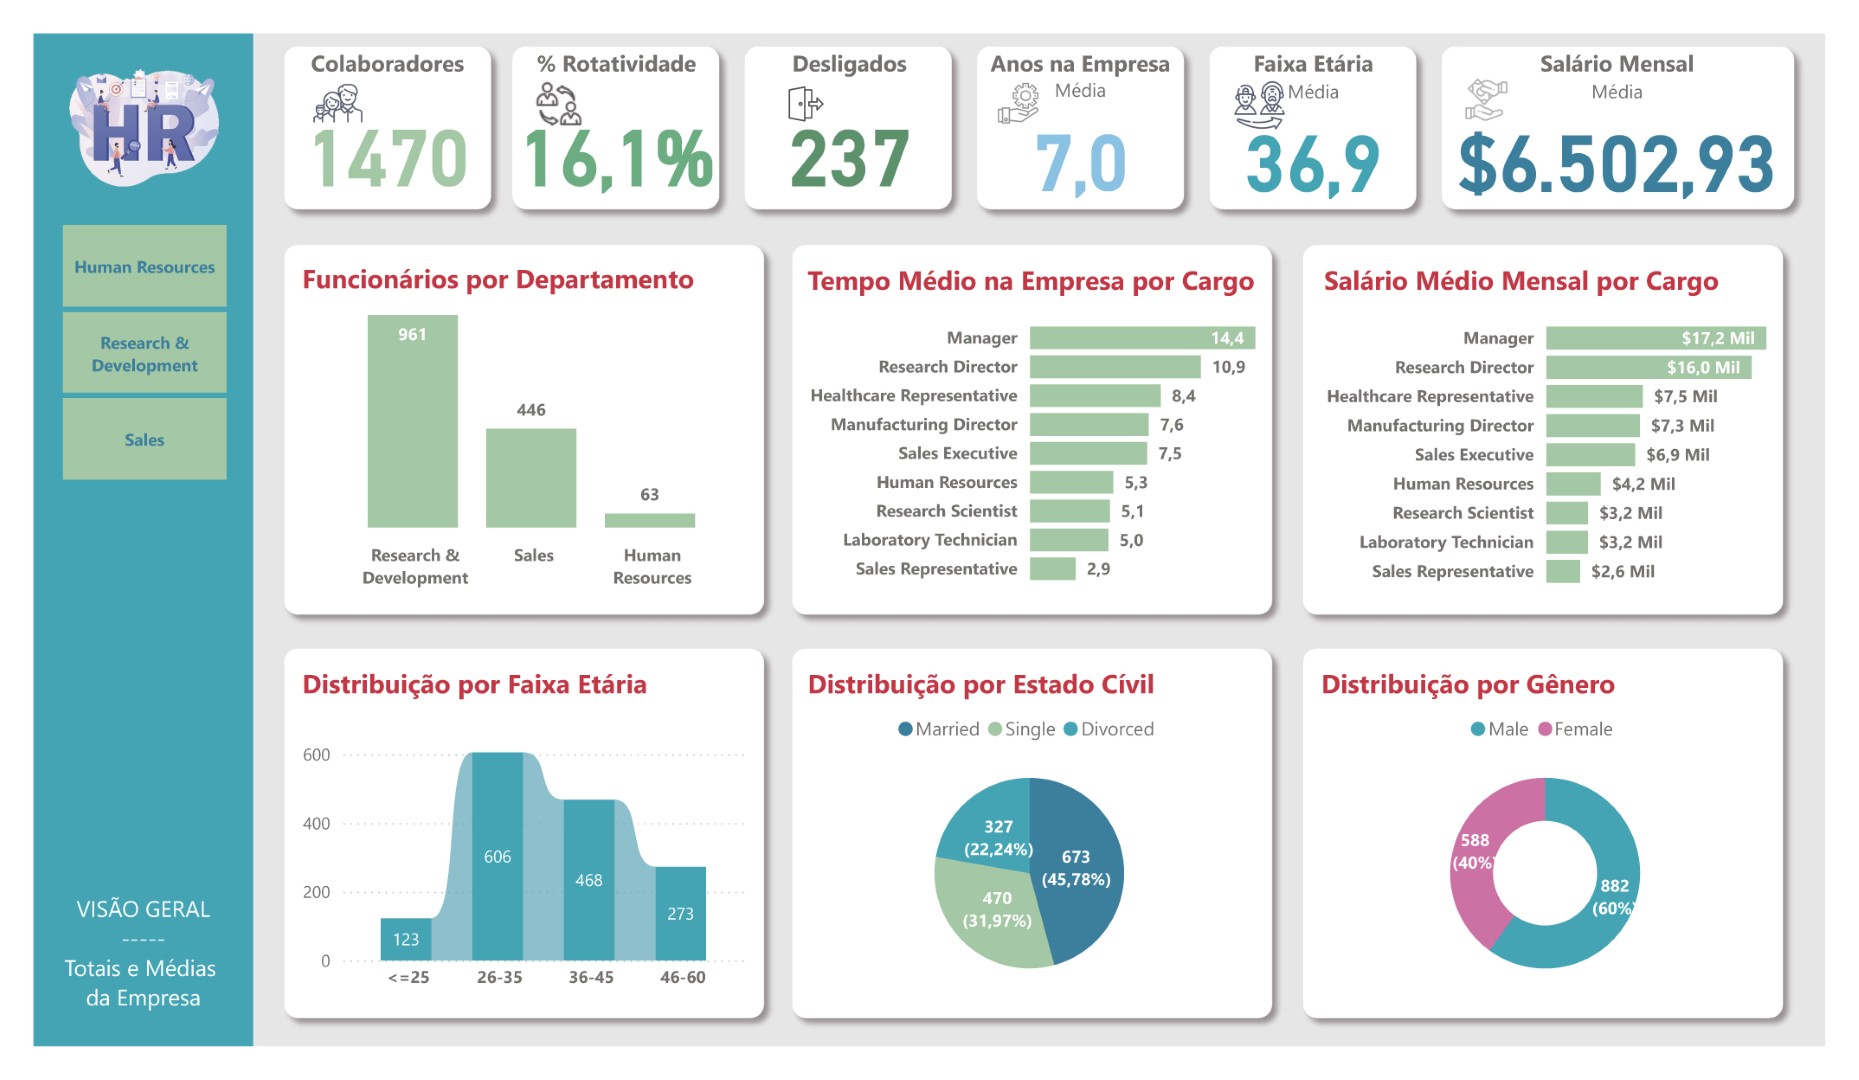 HR
Human Resources
Research &
Development
Sales
VISÃO GERAL
-----
Totais e Médias
da Empresa
Colaboradores
1470
% Rotatividade
16,1%
Desligados
237
Anos na Empresa
Média
7,0
Faixa Etária
Média
36,9
Salário Mensal
Média
$6.502,93
Funcionários por Departamento
961
446
63
Research &
Development
Sales
Human
Resources
Tempo Médio na Empresa por Cargo
Manager 14,4
Research Director 10,9
Healthcare Representative 8,4
Manufacturing Director 7,6
Sales Executive 7,5
Human Resources 5,3
Research Scientist 5,1
Laboratory Technician 5,0
Sales Representative 2,9
Salário Médio Mensal por Cargo
Manager $17,2 Mil
Research Director $16,0 Mil
Healthcare Representative $7,5 Mil
Manufacturing Director $7,3 Mil
Sales Executive $6,9 Mil
Human Resources $4,2 Mil
Research Scientist $3,2 Mil
Laboratory Technician $3,2 Mil
Sales Representative $2,6 Mil
Distribuição por Faixa Etária
600
400
200
0
123
606
468
273
<=25 26-35 36-45 46-60
Distribuição por Estado Cívil
Married Single Divorced
327
(22,24%)
673
(45,78%)
470
(31,97%)
Distribuição por Gênero
Male Female
588
(40%)
882
(60%)